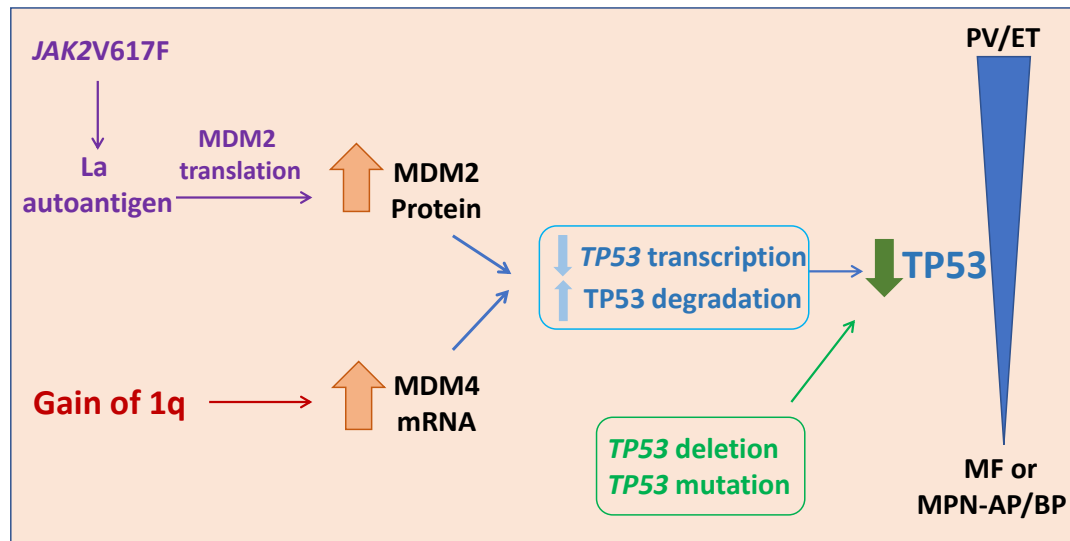 JAK2V617F
La
autoantigen
MDM2
translation
MDM2
Protein
Gain of 1q
MDM4
mRNA
TP53 transcription
TP53 degradation
TP53 deletion
TP53 mutation
TP53
PV/ET
MF or
MPN-AP/BP